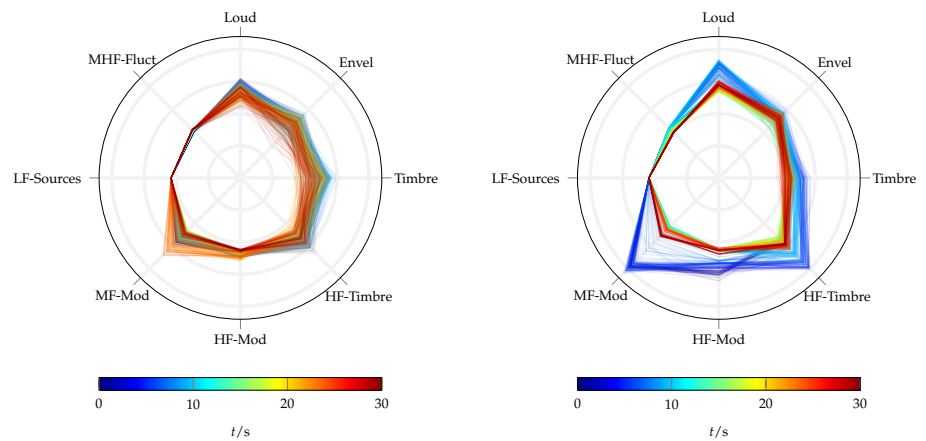 Loud
MHF-Fluct
Envel
LF-Sources
Timbre
MF-Mod
HF-Timbre
HF-Mod
0 10 20 30
t/s
Loud
MHF-Fluct
Envel
LF-Sources
Timbre
MF-Mod
HF-Timbre
HF-Mod
0 10 20 30
t/s